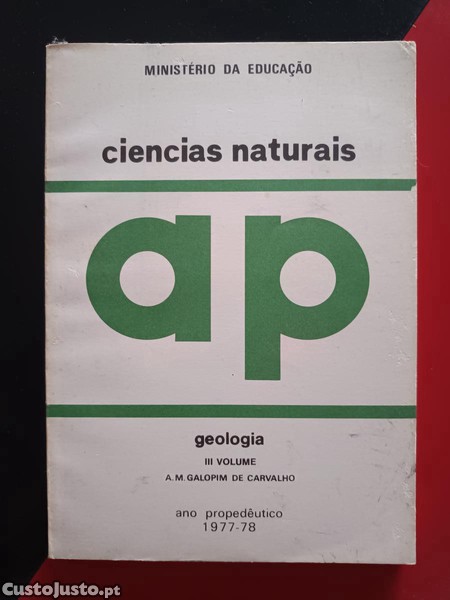 MINISTÉRIO DA EDUCAÇÃO
ciencias naturais
ap
geologia
III VOLUME
A. M. GALOPIM DE CARVALHO
ano propedêutico
1977-78
CustoJusto.pt